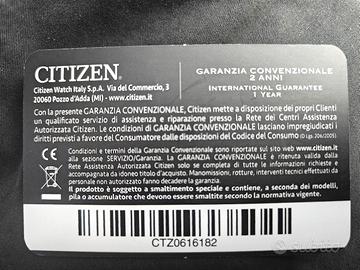 CITIZEN®
Citizen Watch Italy S.p.A. Via del Commercio, 3
20060 Pozzo d'Adda (MI) - www.citizen.it
GARANZIA CONVENZIONALE
2 ANNI
INTERNATIONAL GUARANTEE
1 YEAR
Con la presente GARANZIA CONVENZIONALE, Citizen mette a disposizione dei propri Clienti
un qualificato servizio di assistenza e riparazione presso la Rete dei Centri Assistenza
Autorizzata Citizen. Le condizioni di GARANZIA CONVENZIONALE lasciano impregiudicati i
diritti previsti a favore del Consumatore dalle disposizioni del Codice del Consumo (D.Lg. 206/2005).
Condizioni e termini della Garanzia Convenzionale sono riportati sul sito web www.citizen.it
alla sezione SERVIZIO/Garanzia. La GARANZIA CONVENZIONALE è ritenuta valida dalla
Rete Assistenza Autorizzata Citizen solo se completa di tutte le informazioni richieste e
accompagnata da idoneo titolo d'acquisto. Manomissioni, rotture, interventi tecnici effettuati
da personale non autorizzato fanno decadere la garanzia.
Il prodotto è soggetto a smaltimento speciale e contiene, a seconda dei modelli,
pila o accumulatore che devono essere smaltite secondo la normativa vigente.
CTZ0616182
subito